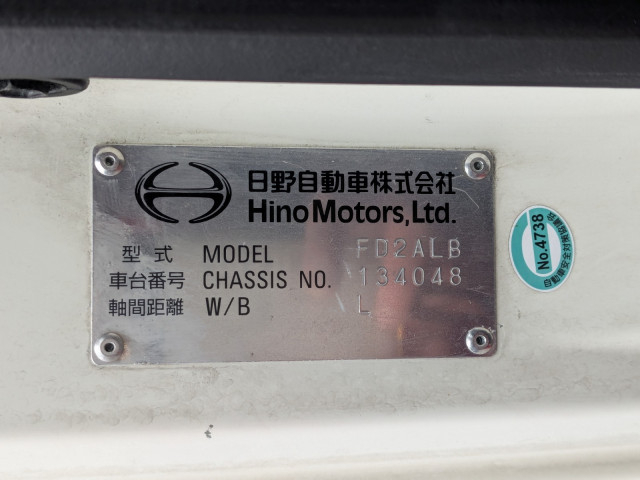 日野自動車株式会社
Hino Motors, Ltd.
型式 MODEL FD2ALB
車台番号 CHASSIS NO. 134048
軸間距離 W/B L
No.4738